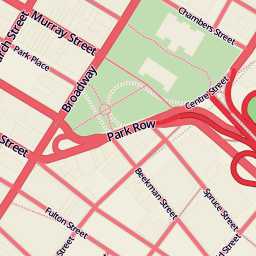 Chambers Street
Murray Street
Park Place
Broadway
Centre Street
Park Row
Street
Beekman Street
Spruce Street
Fulton Street